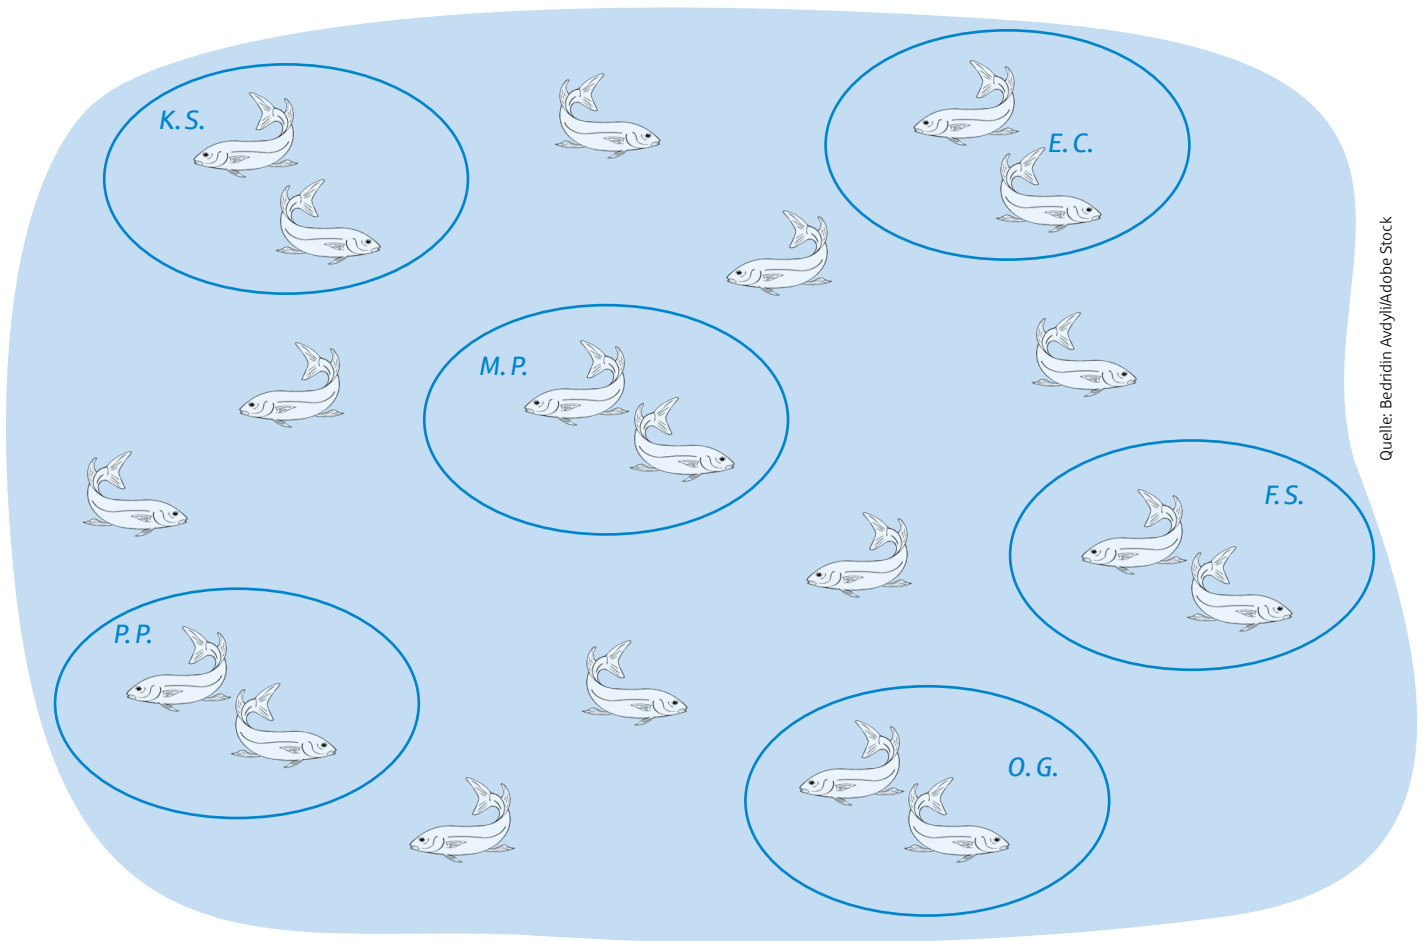 K. S.
E. C.
M. P.
F. S.
P. P.
O. G.
Quelle: Bedridin Avdyli/Adobe Stock